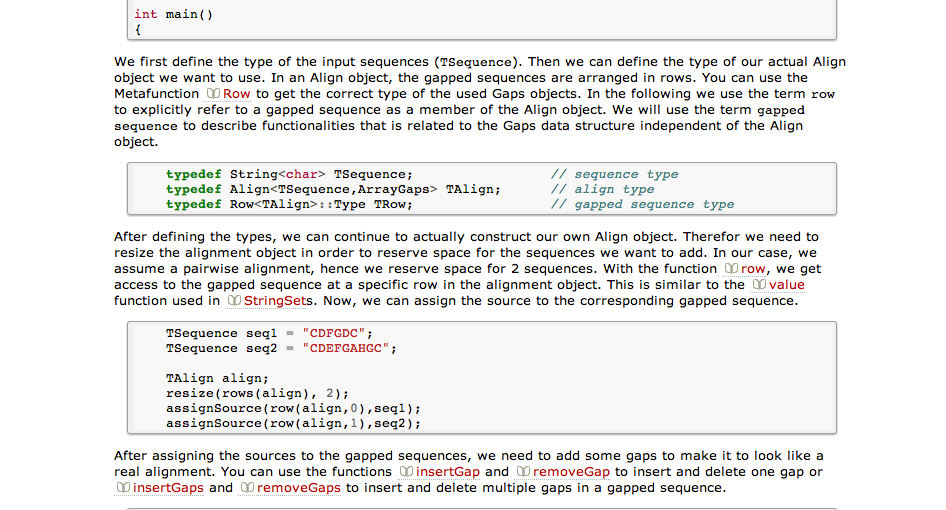 int main()
{
We first define the type of the input sequences (TSequence). Then we can define the type of our actual Align
object we want to use. In an Align object, the gapped sequences are arranged in rows. You can use the
Metafunction Row to get the correct type of the used Gaps objects. In the following we use the term row
to explicitly refer to a gapped sequence as a member of the Align object. We will use the term gapped
sequence to describe functionalities that is related to the Gaps data structure independent of the Align
object.
typedef String<char> TSequence; // sequence type
typedef Align<TSequence,ArrayGaps> TAlign; // align type
typedef Row<TAlign>::Type TRow; // gapped sequence type
After defining the types, we can continue to actually construct our own Align object. Therefor we need to
resize the alignment object in order to reserve space for the sequences we want to add. In our case, we
assume a pairwise alignment, hence we reserve space for 2 sequences. With the function row, we get
access to the gapped sequence at a specific row in the alignment object. This is similar to the value
function used in StringSets. Now, we can assign the source to the corresponding gapped sequence.
TSequence seq1 = "CDFGDC";
TSequence seq2 = "CDEFGAHGC";
TAlign align;
resize(rows(align), 2);
assignSource(row(align,0),seq1);
assignSource(row(align,1),seq2);
After assigning the sources to the gapped sequences, we need to add some gaps to make it to look like a
real alignment. You can use the functions insertGap and removeGap to insert and delete one gap or
insertGaps and removeGaps to insert and delete multiple gaps in a gapped sequence.